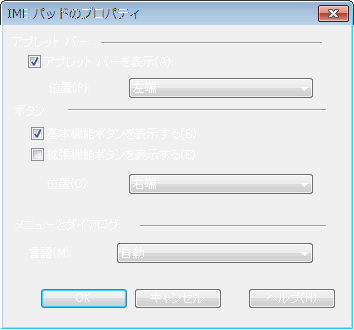 IME パッドのプロパティ
アプレット バー
アプレット バーを表示(A)
位置(P)
左端
ボタン
基本機能ボタンを表示する(B)
拡張機能ボタンを表示する(E)
位置(O)
右端
メニューとダイアログ
言語(M)
自動
OK
キャンセル
ヘルプ(H)